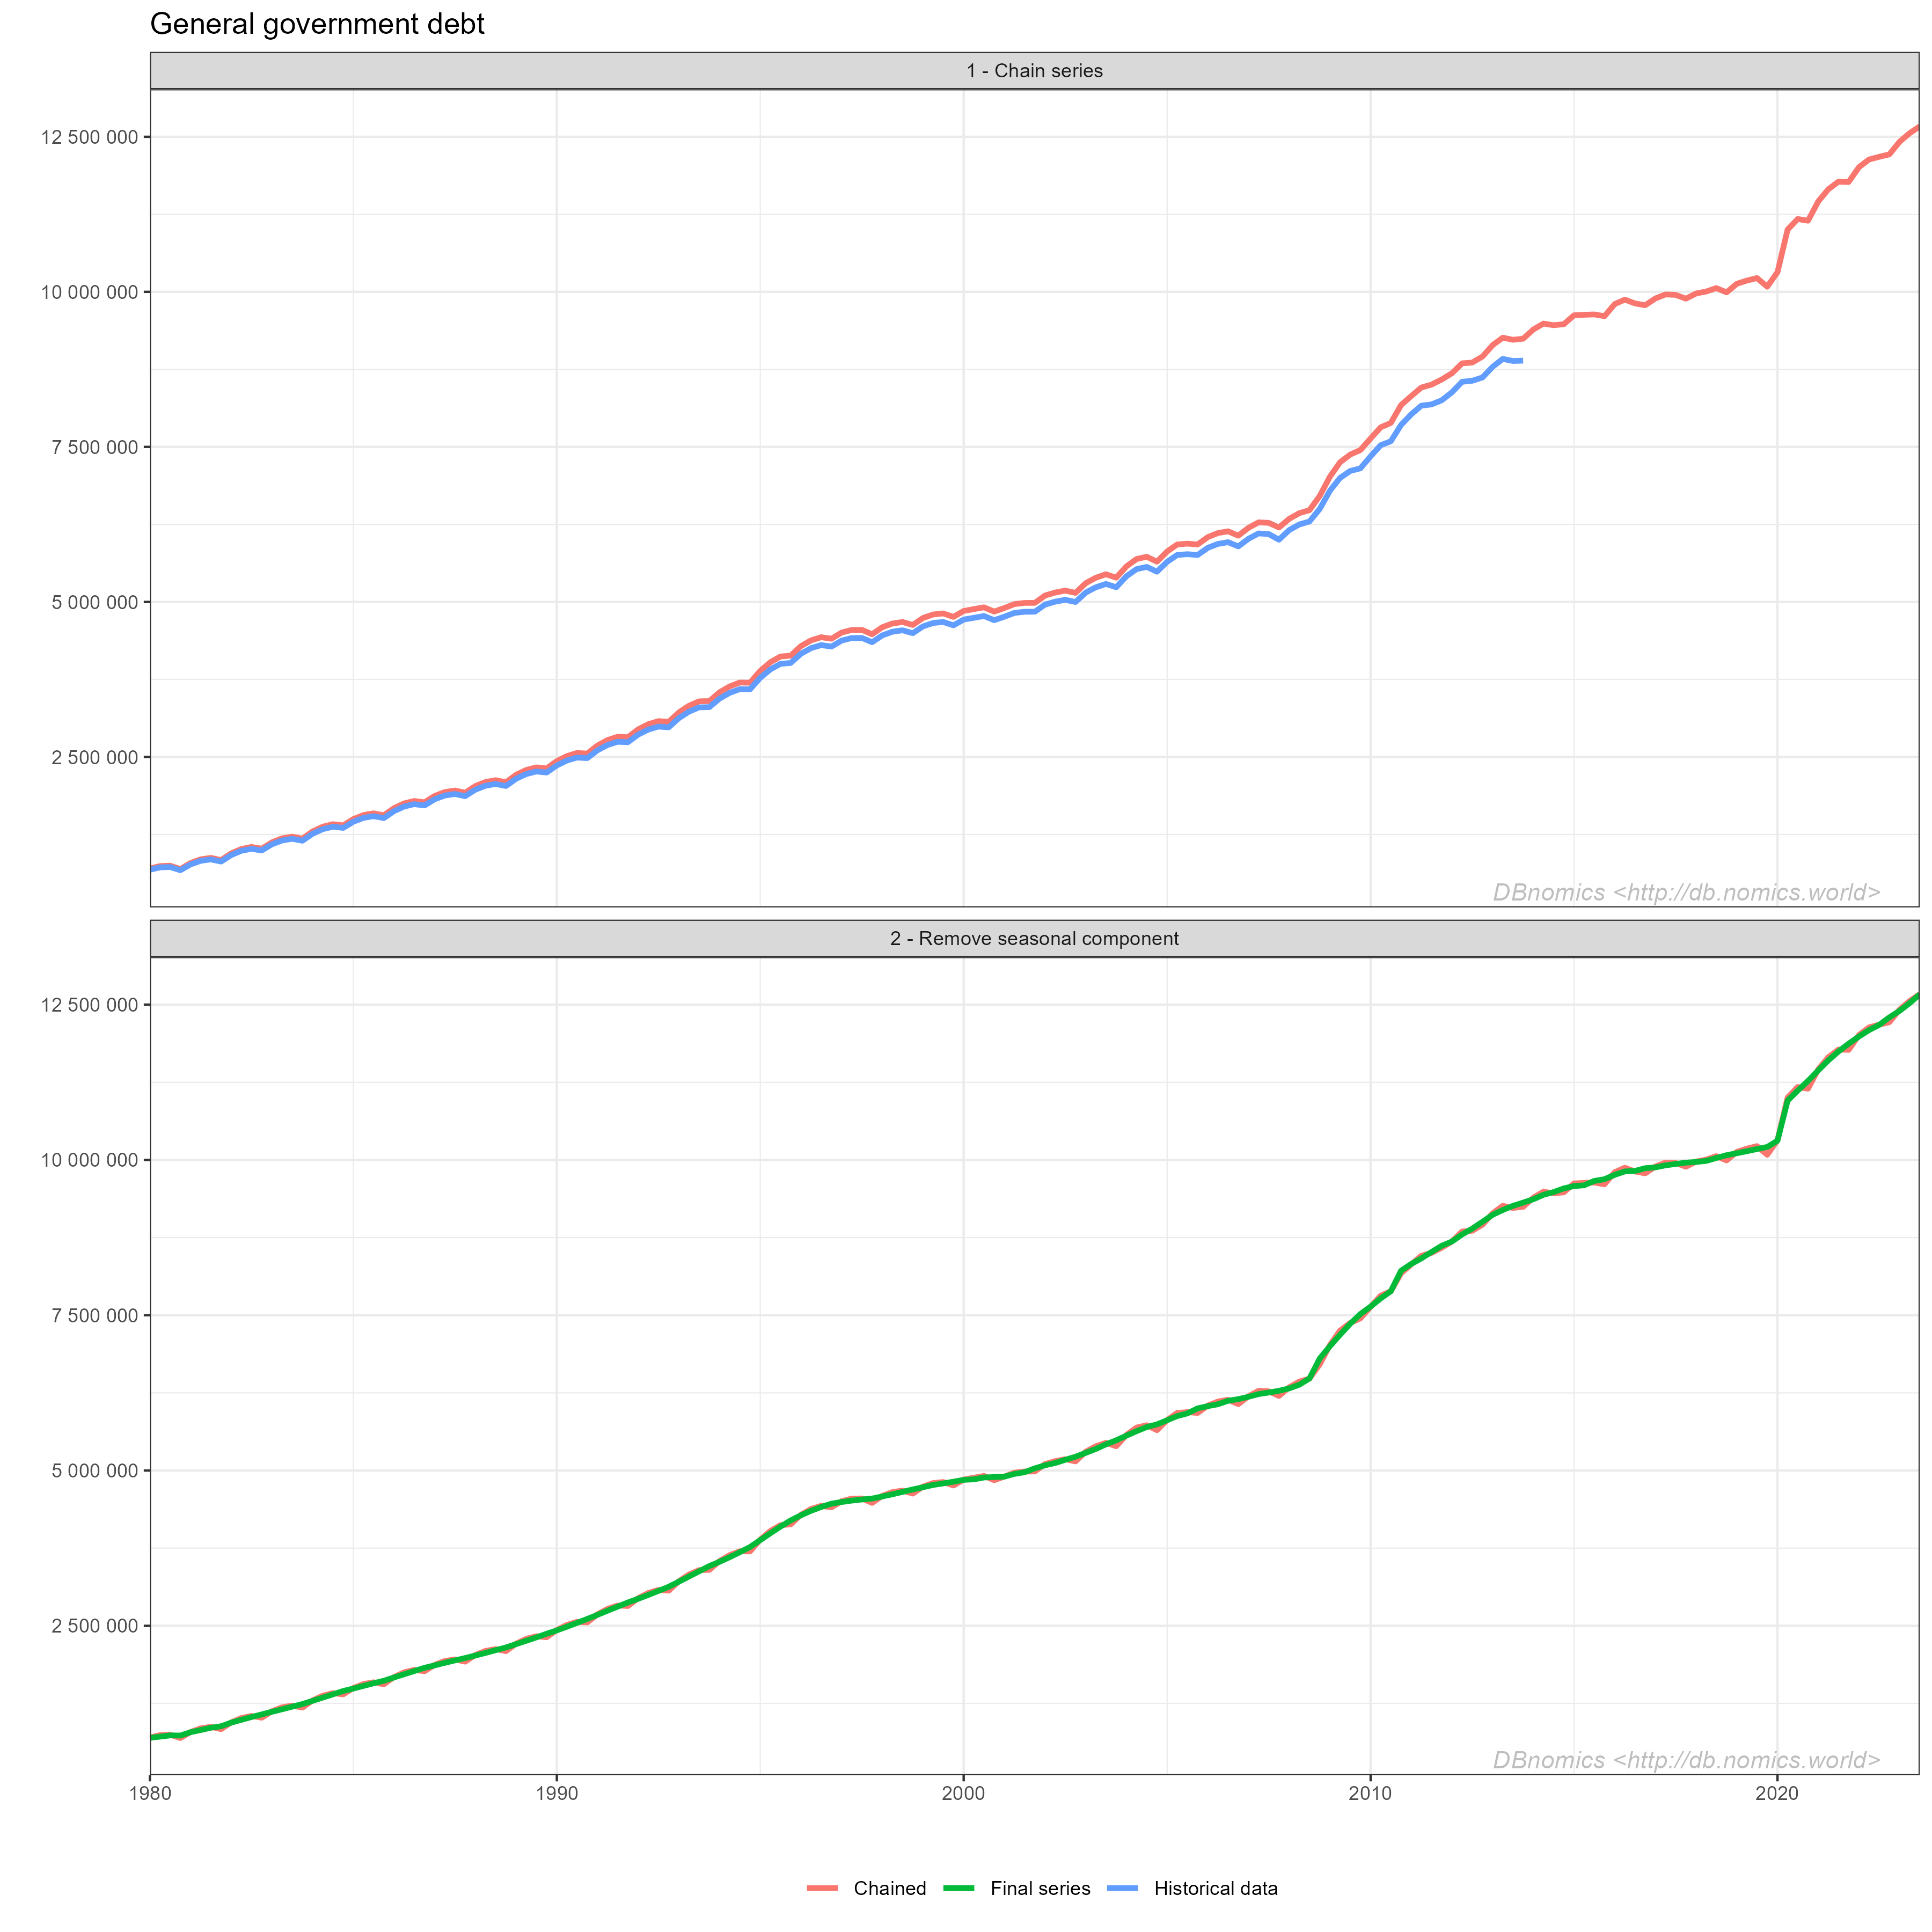 General government debt
1 - Chain series
12 500 000
10 000 000
7 500 000
5 000 000
2 500 000
DBnomics <http://db.nomics.world>
2 - Remove seasonal component
12 500 000
10 000 000
7 500 000
5 000 000
2 500 000
DBnomics <http://db.nomics.world>
1980 1990 2000 2010 2020
Chained Final series Historical data